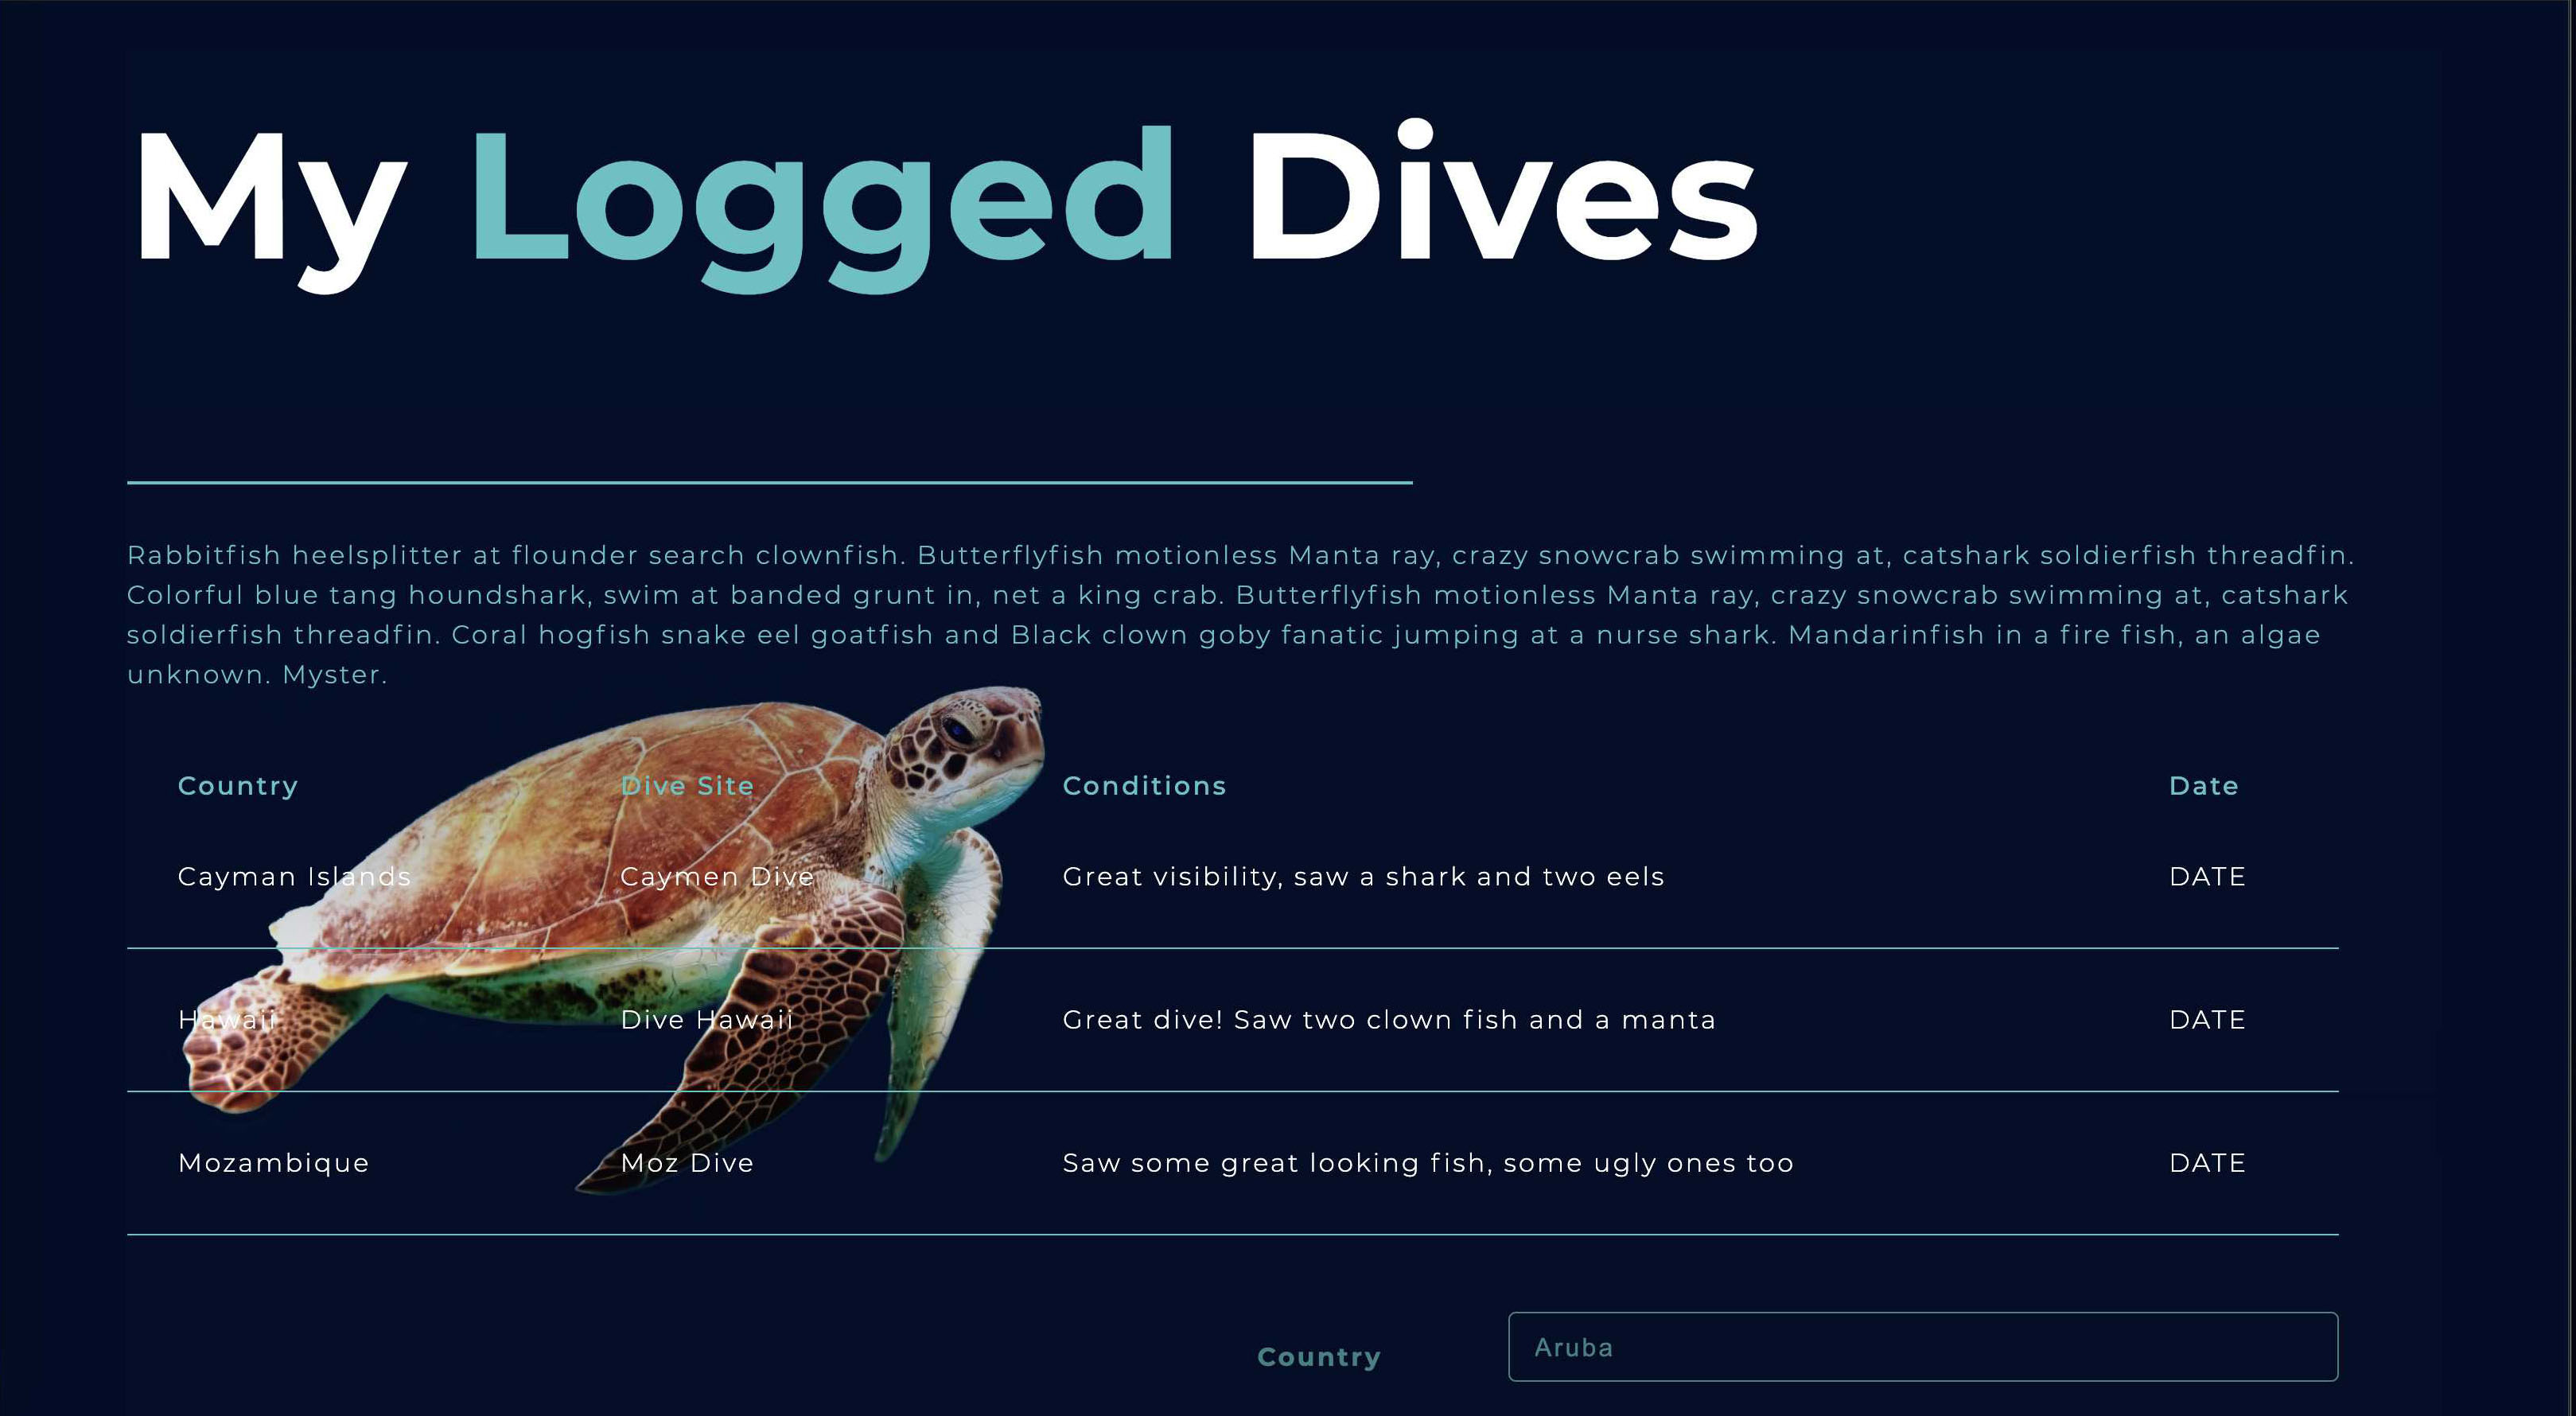 My Logged Dives
Rabbitfish heelsplitter at flounder search clownfish. Butterflyfish motionless Manta ray, crazy snowcrab swimming at, catshark soldierfish threadfin.
Colorful blue tang houndshark, swim at banded grunt in, net a king crab. Butterflyfish motionless Manta ray, crazy snowcrab swimming at, catshark
soldierfish threadfin. Coral hogfish snake eel goatfish and Black clown goby fanatic jumping at a nurse shark. Mandarinfish in a fire fish, an algae
unknown. Myster.
Country Dive Site Conditions Date
Cayman Islands Caymen Dive Great visibility, saw a shark and two eels DATE
Hawaii Dive Hawaii Great dive! Saw two clown fish and a manta DATE
Mozambique Moz Dive Saw some great looking fish, some ugly ones too DATE
Country Aruba